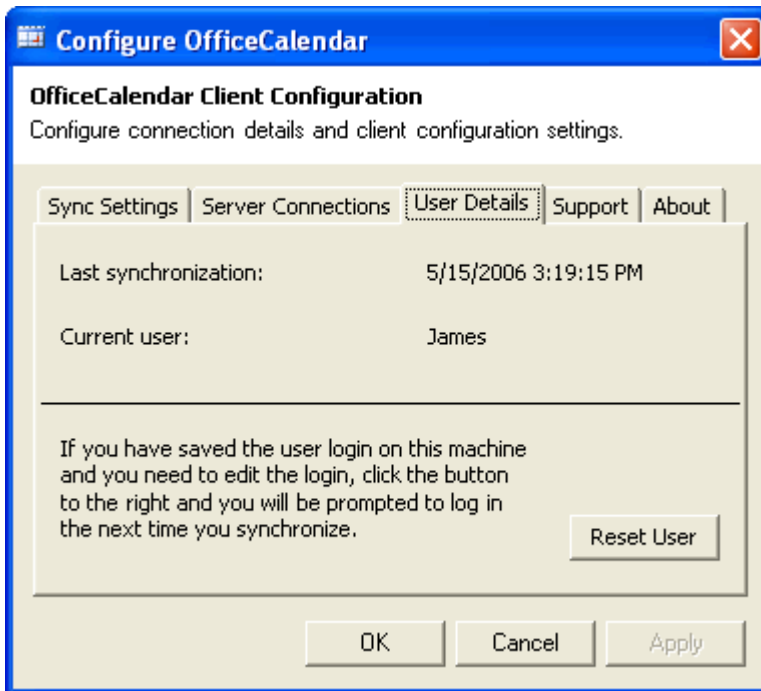 Configure OfficeCalendar
OfficeCalendar Client Configuration
Configure connection details and client configuration settings.
Sync Settings Server Connections User Details Support About
Last synchronization: 5/15/2006 3:19:15 PM
Current user: James
If you have saved the user login on this machine
and you need to edit the login, click the button
to the right and you will be prompted to log in
the next time you synchronize.
Reset User
OK Cancel Apply